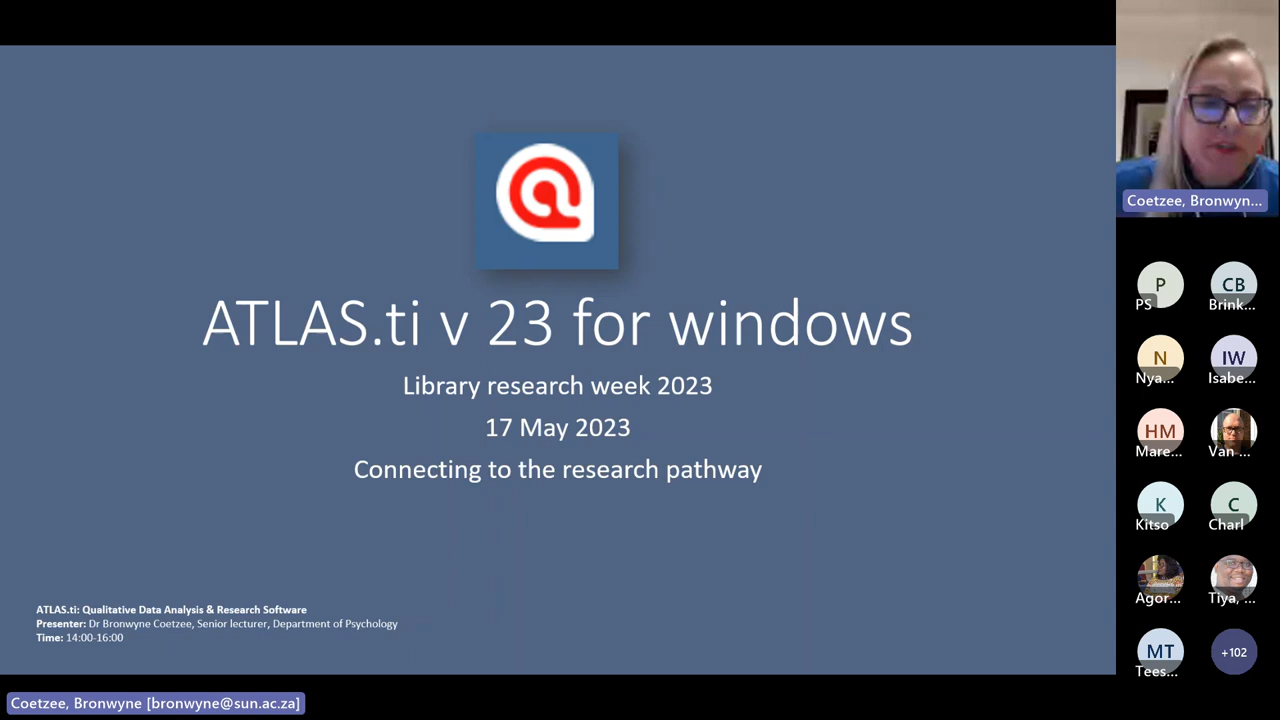 ATLAS.ti v 23 for windows
Library research week 2023
17 May 2023
Connecting to the research pathway
ATLAS.ti: Qualitative Data Analysis & Research Software
Presenter: Dr Bronwyne Coetzee, Senior lecturer, Department of Psychology
Time: 14:00-16:00
Coetzee, Bronwyne [bronwyne@sun.ac.za]
Coetzee, Bronwyn...
P
PS
CB
Brink...
N
Nya...
IW
Isabe...
HM
Mare...
Van ...
K
Kitso
C
Charl
Agor...
Tiya, ...
MT
Tees...
+102